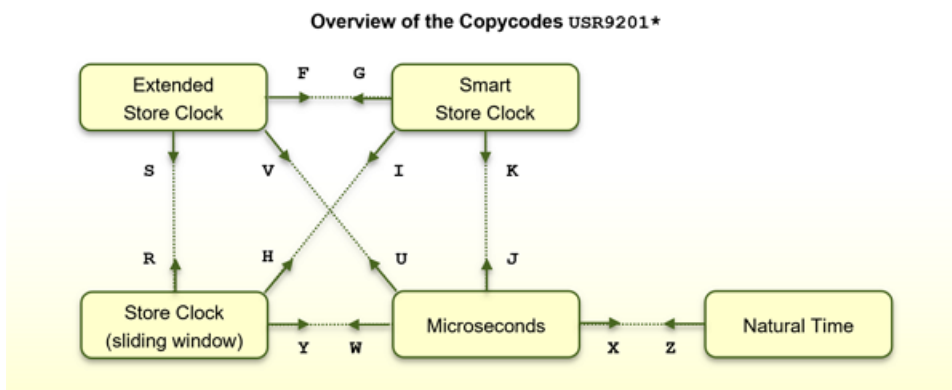 Overview of the Copycodes USR9201*
Extended
Store Clock
F
G
Smart
Store Clock
S
V
I
K
R
H
U
J
Store Clock
(sliding window)
Y
W
Microseconds
X
Z
Natural Time